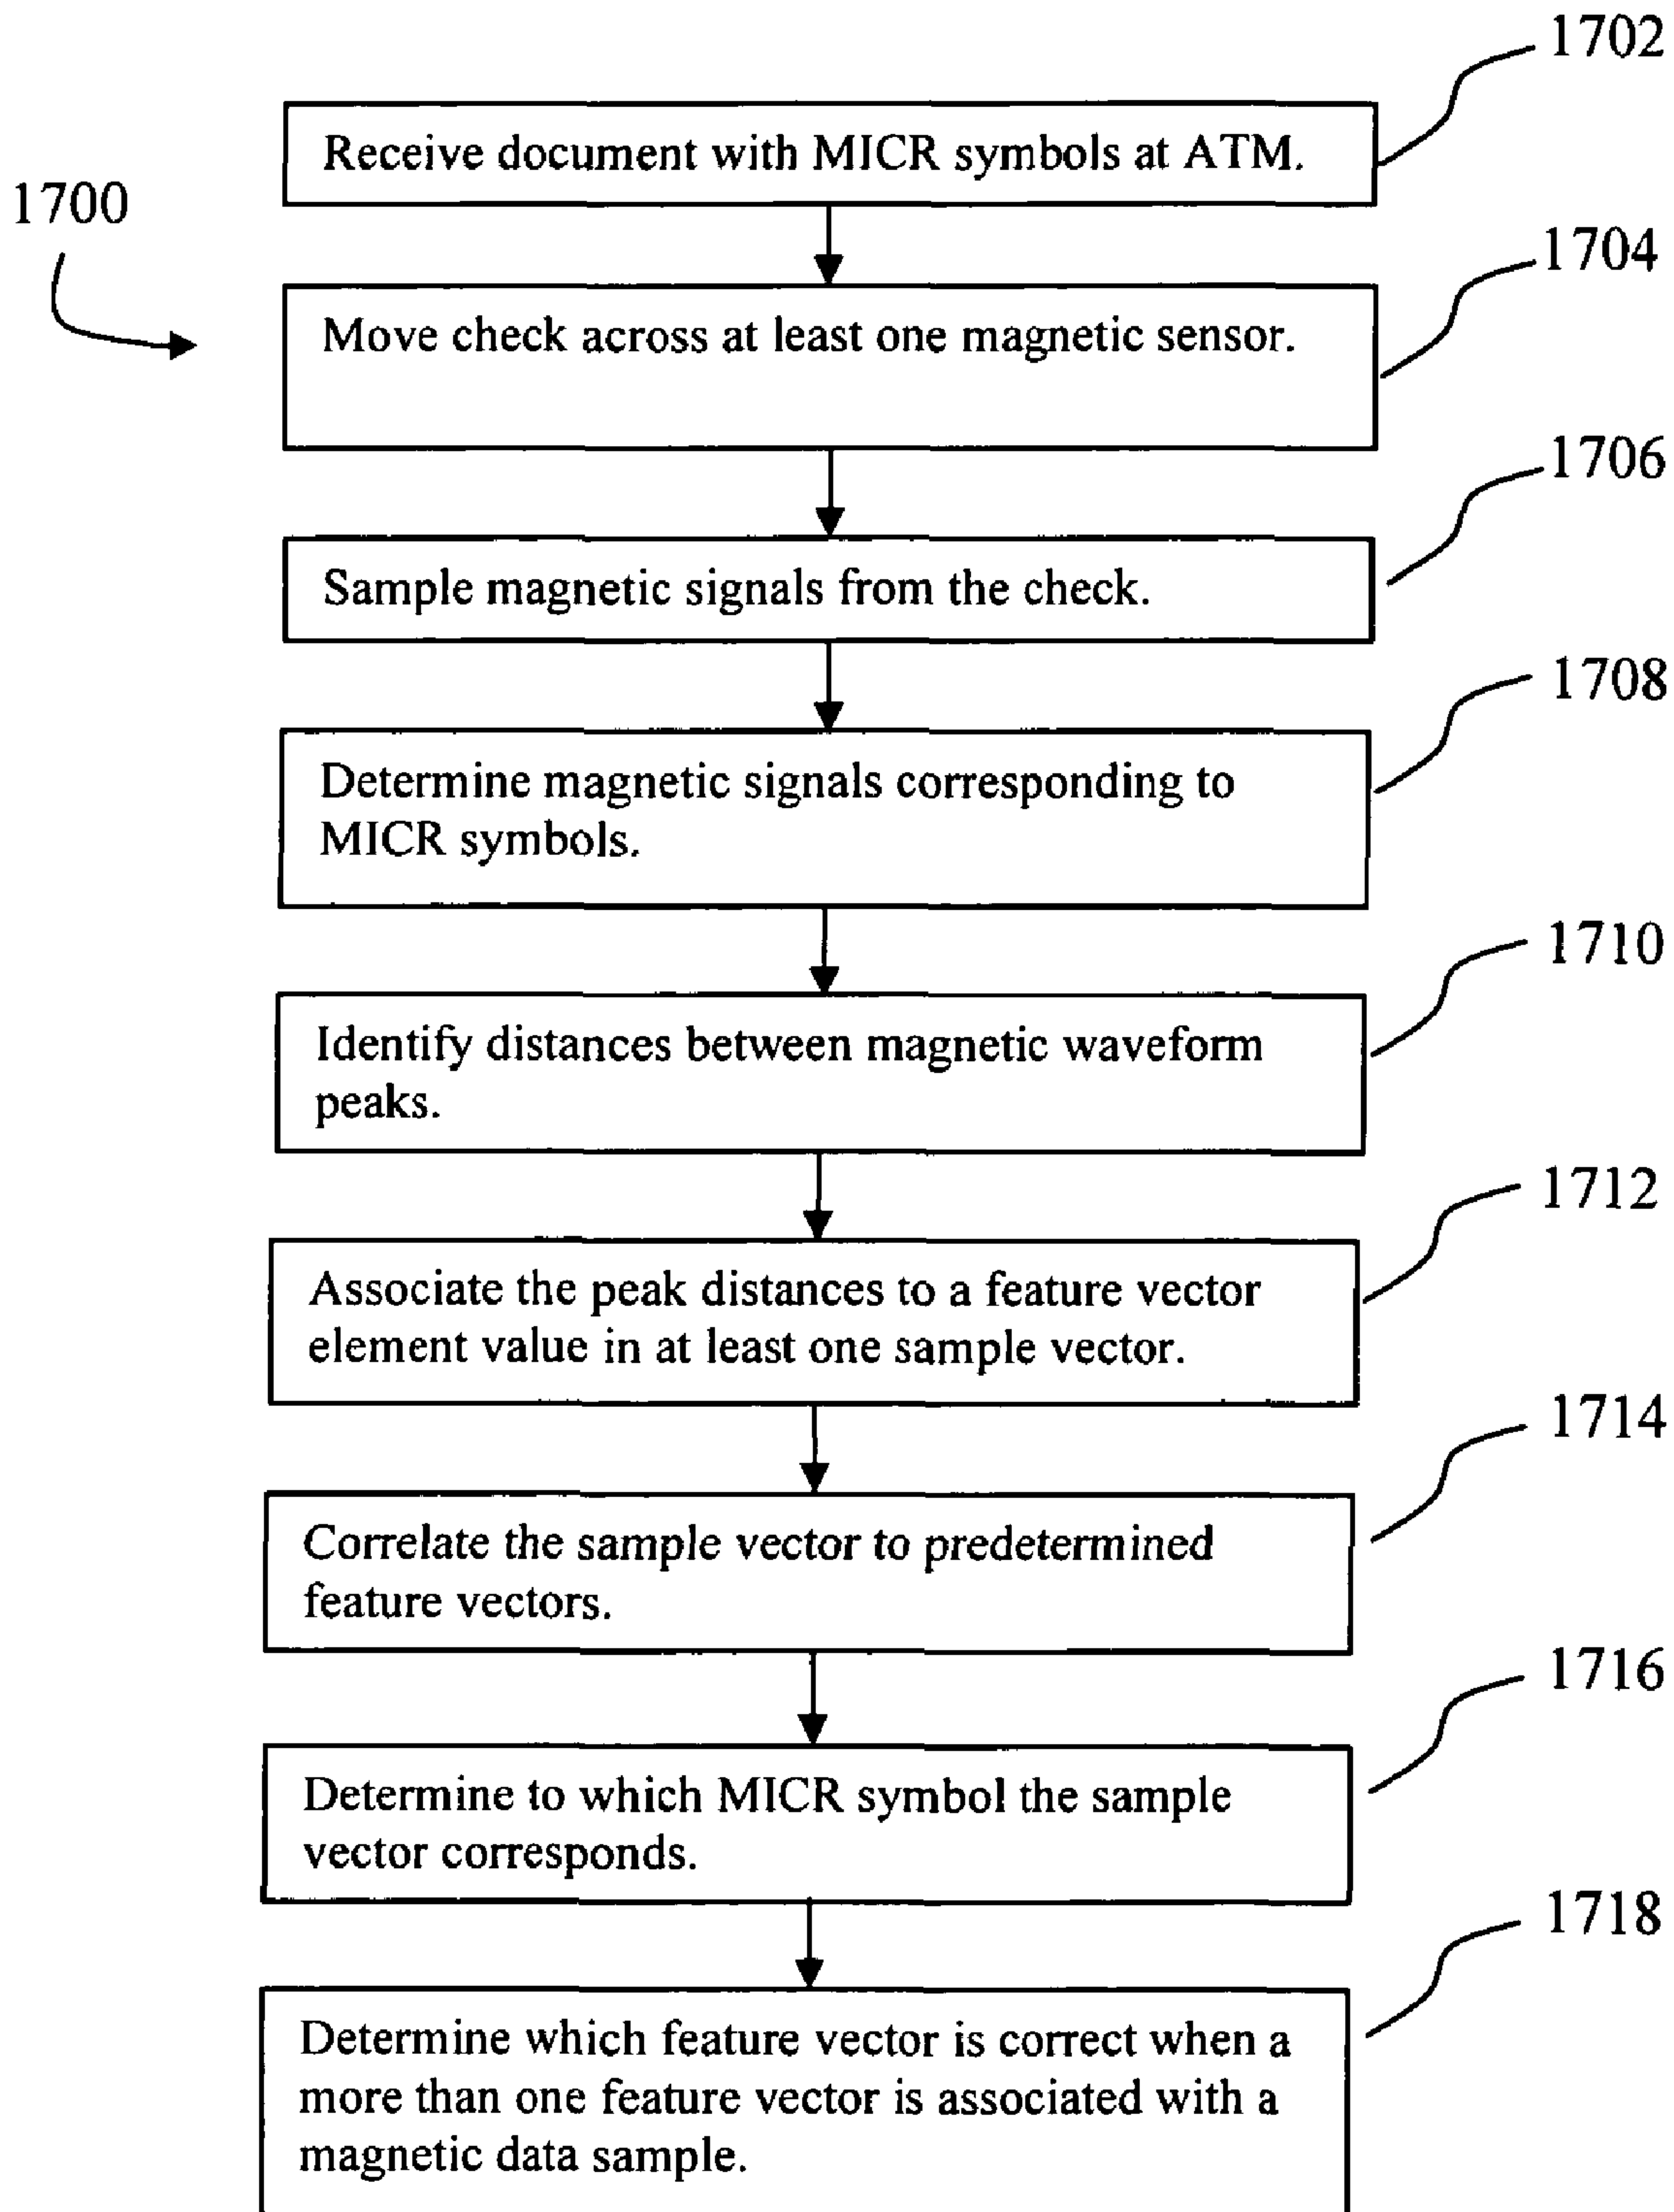 1702
Receive document with MICR symbols at ATM.
1700
1704
Move check across at least one magnetic sensor.
1706
Sample magnetic signals from the check.
1708
Determine magnetic signals corresponding to
MICR symbols.
1710
Identify distances between magnetic waveform
peaks.
1712
Associate the peak distances to a feature vector
element value in at least one sample vector.
1714
Correlate the sample vector to predetermined
feature vectors.
1716
Determine to which MICR symbol the sample
vector corresponds.
1718
Determine which feature vector is correct when a
more than one feature vector is associated with a
magnetic data sample.